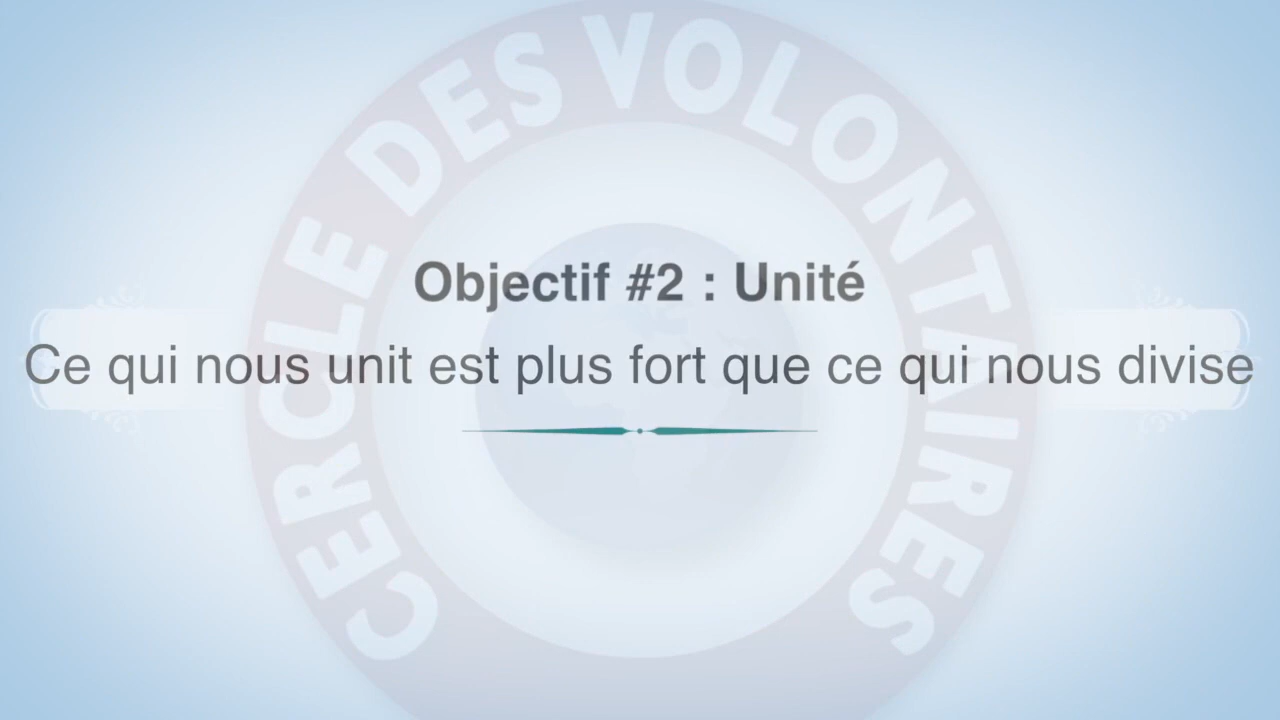 CERCLE DES VOLONTAIRES
Objectif #2 : Unité
Ce qui nous unit est plus fort que ce qui nous divise